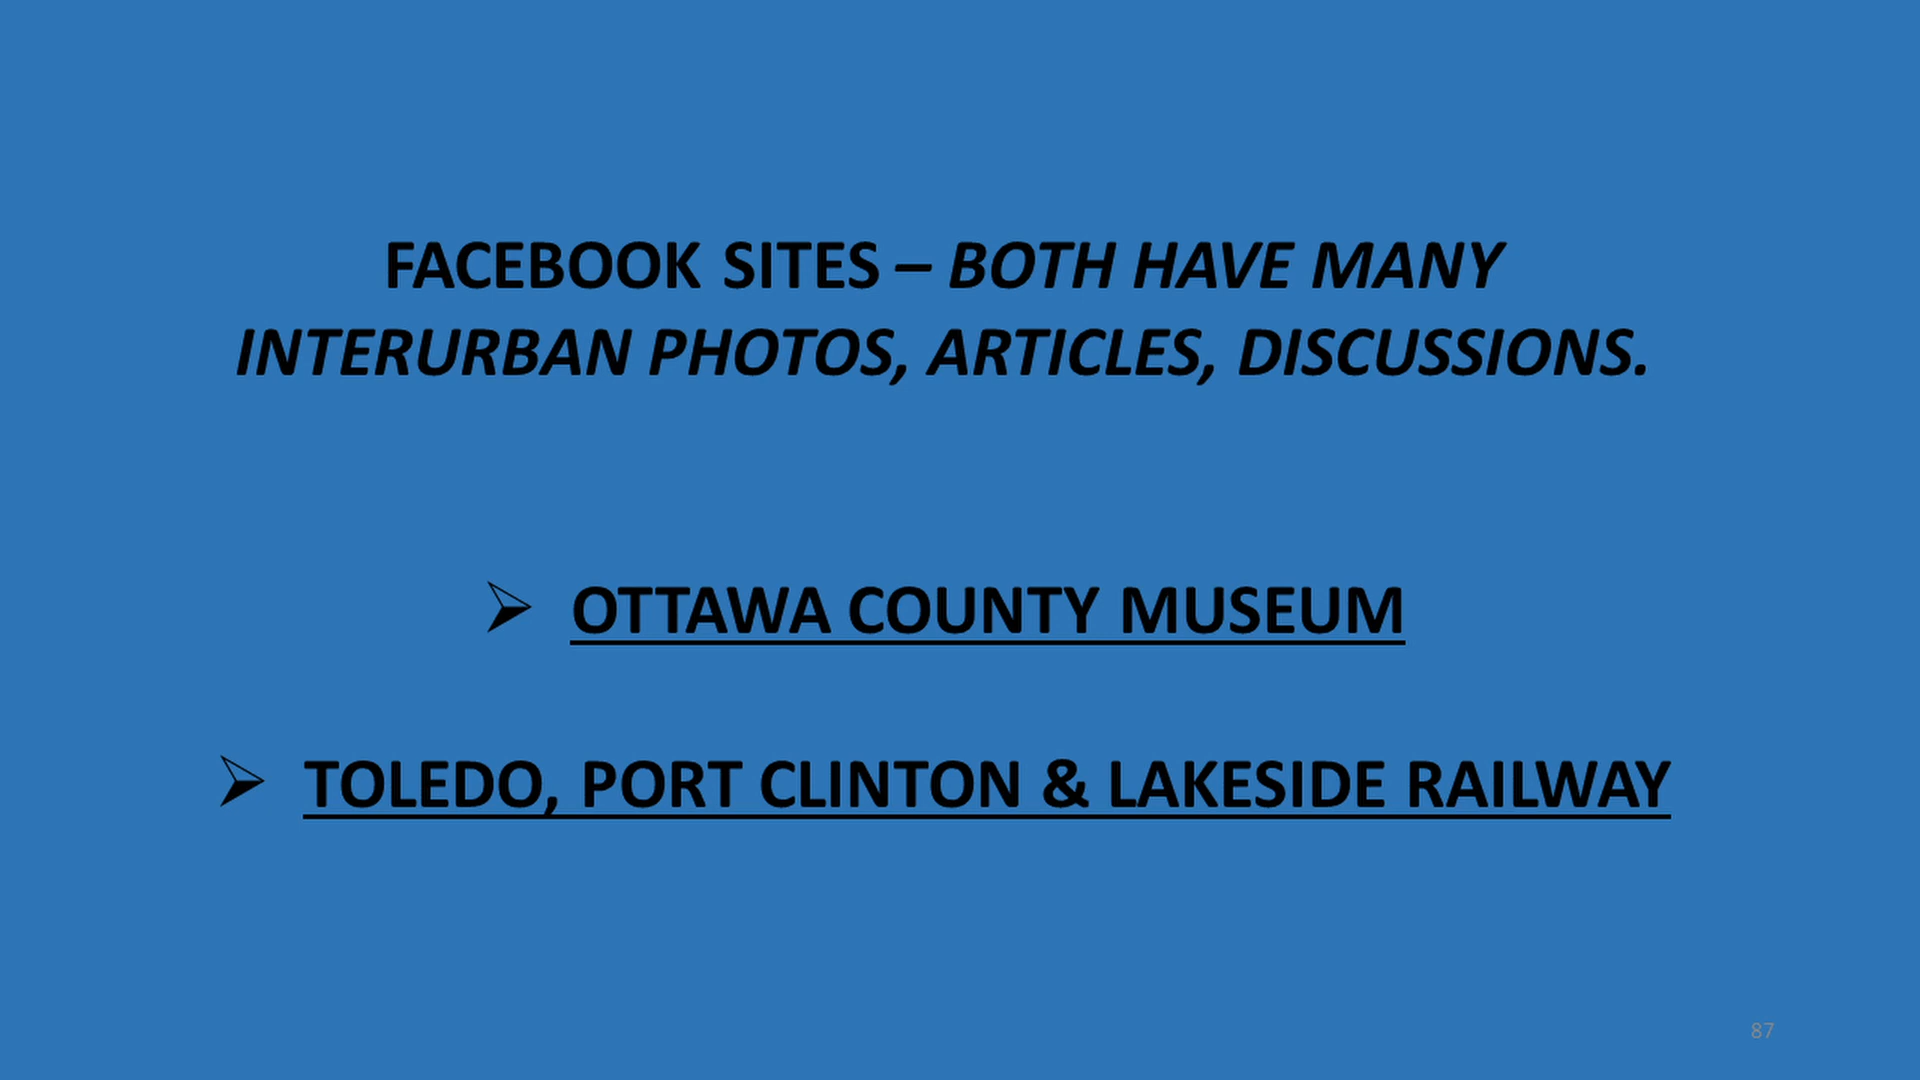 FACEBOOK SITES – BOTH HAVE MANY
INTERURBAN PHOTOS, ARTICLES, DISCUSSIONS.
➢ OTTAWA COUNTY MUSEUM
➢ TOLEDO, PORT CLINTON & LAKESIDE RAILWAY
87